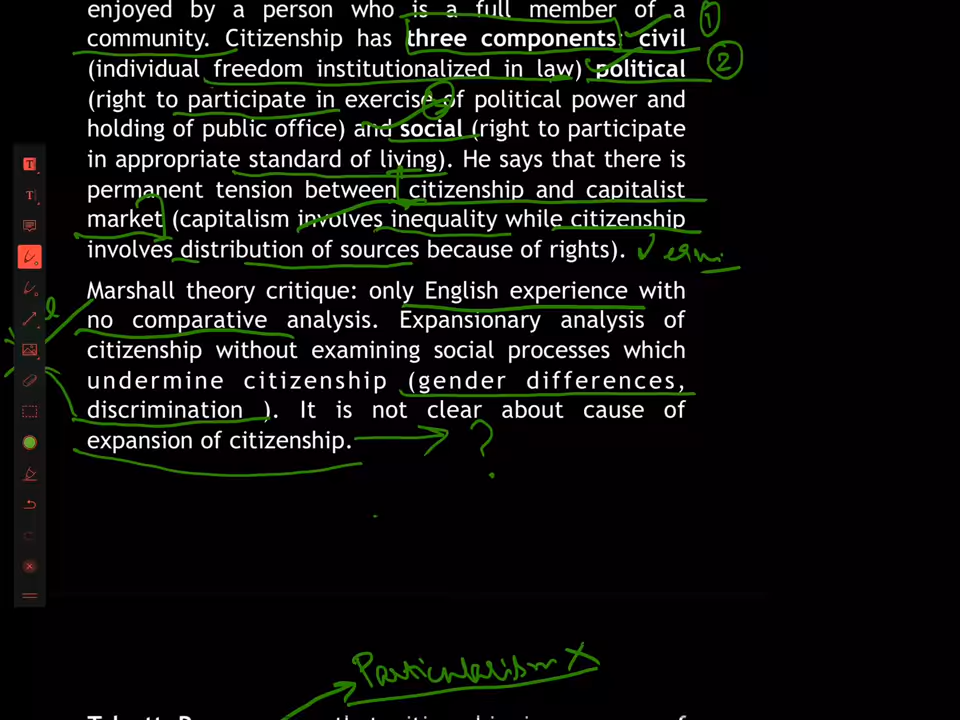 enjoyed by a person who is a full member of a
community. Citizenship has three components: civil
(individual freedom institutionalized in law) political
(right to participate in exercise of political power and
holding of public office) and social (right to participate
in appropriate standard of living). He says that there is
permanent tension between citizenship and capitalist
market (capitalism involves inequality while citizenship
involves distribution of sources because of rights).
Marshall theory critique: only English experience with
no comparative analysis. Expansionary analysis of
citizenship without examining social processes which
undermine citizenship (gender differences,
discrimination ). It is not clear about cause of
expansion of citizenship.
?
Particularism X
1
2
T
T